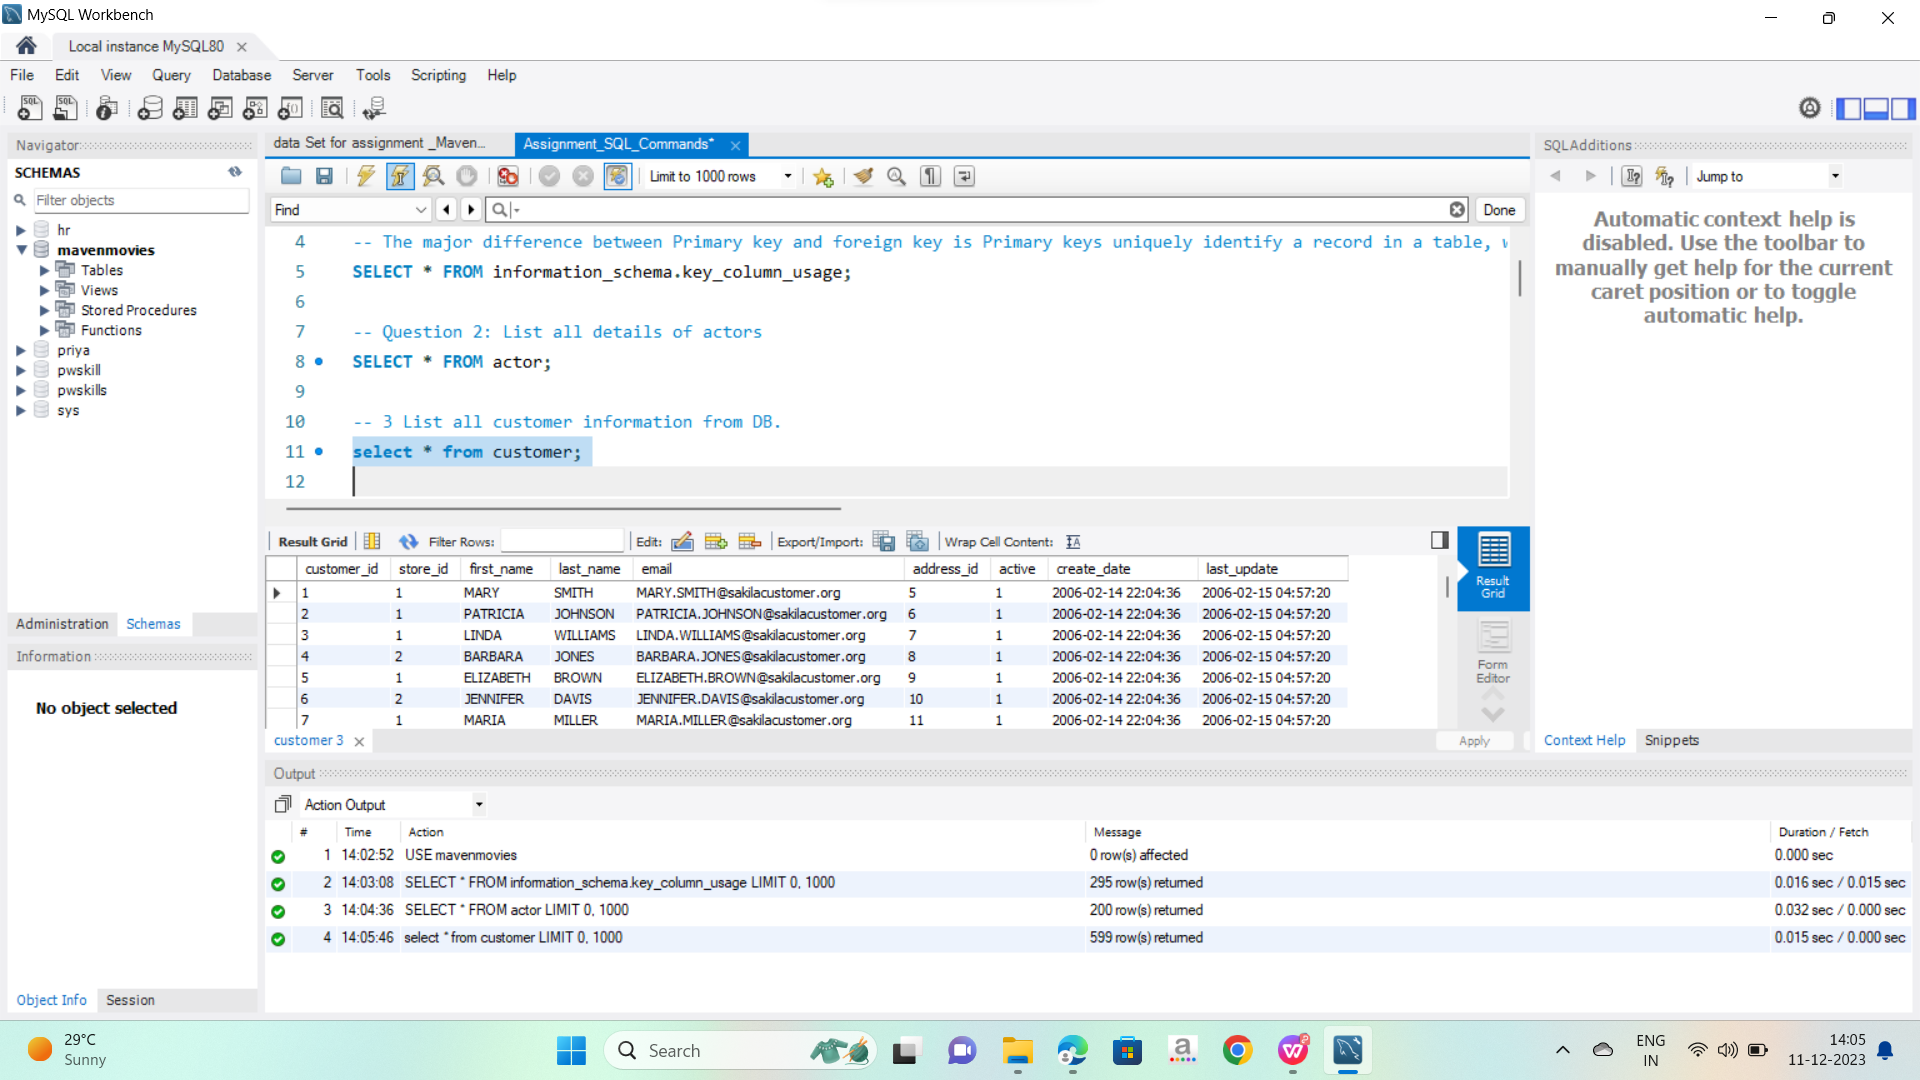 MySQL Workbench
Local instance MySQL80
File Edit View Query Database Server Tools Scripting Help
Navigator
SCHEMAS
Filter objects
hr
mavenmovies
Tables
Views
Stored Procedures
Functions
priya
pwskill
pwskills
sys
Administration Schemas
Information
No object selected
Object Info Session
data Set for assignment _Maven... Assignment_SQL_Commands*
Limit to 1000 rows
Find Done
4 -- The major difference between Primary key and foreign key is Primary keys uniquely identify a record in a table, w
5 SELECT * FROM information_schema.key_column_usage;
6
7 -- Question 2: List all details of actors
8 SELECT * FROM actor;
9
10 -- 3 List all customer information from DB.
11 select * from customer;
12
Result Grid Filter Rows: Edit: Export/Import: Wrap Cell Content:
customer_id store_id first_name last_name email address_id active create_date last_update
1 1 MARY SMITH MARY.SMITH@sakilacustomer.org 5 1 2006-02-14 22:04:36 2006-02-15 04:57:20
2 1 PATRICIA JOHNSON PATRICIA.JOHNSON@sakilacustomer.org 6 1 2006-02-14 22:04:36 2006-02-15 04:57:20
3 1 LINDA WILLIAMS LINDA.WILLIAMS@sakilacustomer.org 7 1 2006-02-14 22:04:36 2006-02-15 04:57:20
4 2 BARBARA JONES BARBARA.JONES@sakilacustomer.org 8 1 2006-02-14 22:04:36 2006-02-15 04:57:20
5 1 ELIZABETH BROWN ELIZABETH.BROWN@sakilacustomer.org 9 1 2006-02-14 22:04:36 2006-02-15 04:57:20
6 2 JENNIFER DAVIS JENNIFER.DAVIS@sakilacustomer.org 10 1 2006-02-14 22:04:36 2006-02-15 04:57:20
7 1 MARIA MILLER MARIA.MILLER@sakilacustomer.org 11 1 2006-02-14 22:04:36 2006-02-15 04:57:20
Result
Grid
Form
Editor
customer 3 Apply
SQLAdditions
Jump to
Automatic context help is
disabled. Use the toolbar to
manually get help for the current
caret position or to toggle
automatic help.
Context Help Snippets
Output
Action Output
# Time Action Message Duration / Fetch
1 14:02:52 USE mavenmovies 0 row(s) affected 0.000 sec
2 14:03:08 SELECT * FROM information_schema.key_column_usage LIMIT 0, 1000 295 row(s) returned 0.016 sec / 0.015 sec
3 14:04:36 SELECT * FROM actor LIMIT 0, 1000 200 row(s) returned 0.032 sec / 0.000 sec
4 14:05:46 select * from customer LIMIT 0, 1000 599 row(s) returned 0.015 sec / 0.000 sec
29°C
Sunny
Search
ENG
IN
14:05
11-12-2023